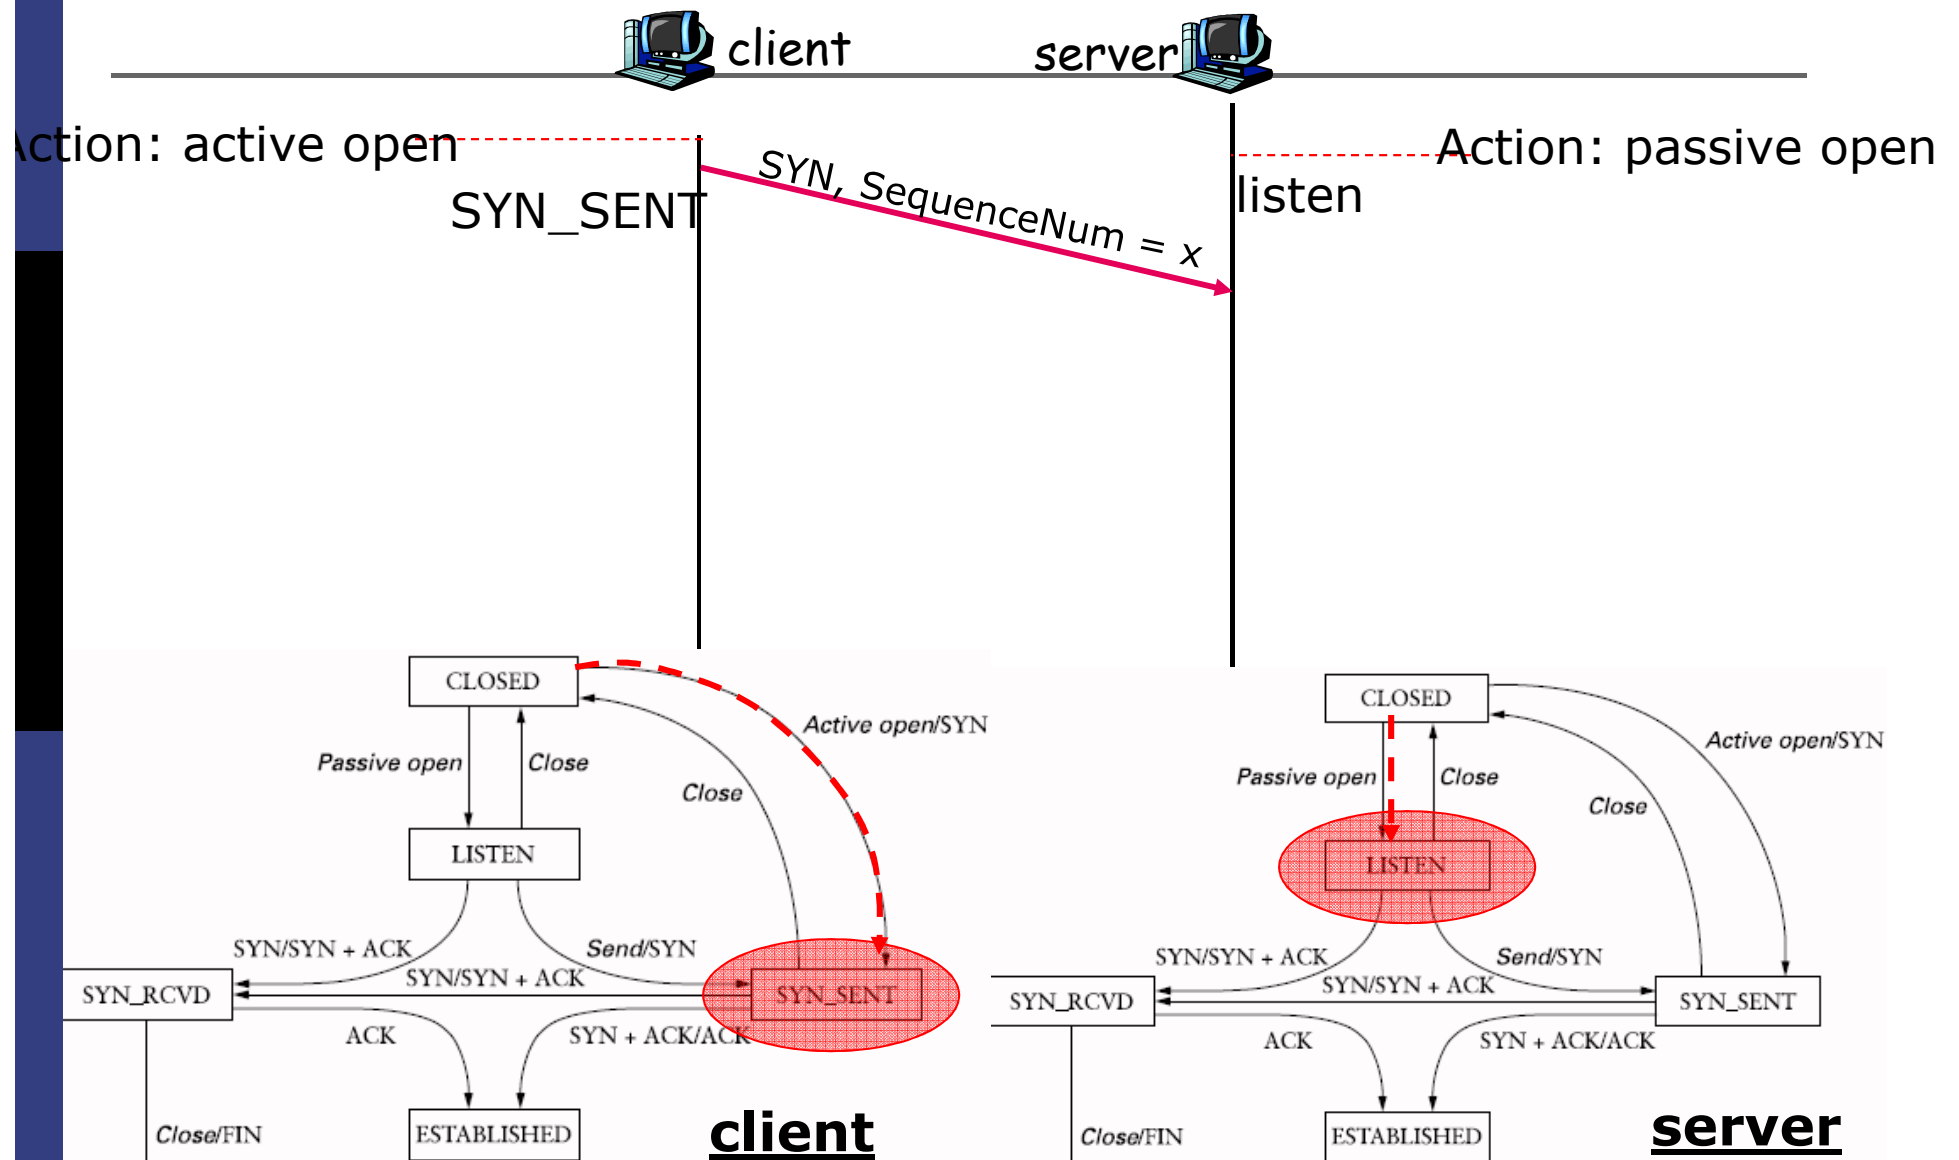 client
server
Action: active open
Action: passive open
SYN, SequenceNum = x
SYN_SENT
listen
CLOSED
Active open/SYN
Passive open
Close
Close
LISTEN
SYN/SYN + ACK
Send/SYN
SYN/SYN + ACK
SYN_RCVD
SYN_SENT
ACK
SYN + ACK/ACK
Close/FIN
ESTABLISHED
client
CLOSED
Active open/SYN
Passive open
Close
Close
LISTEN
SYN/SYN + ACK
Send/SYN
SYN/SYN + ACK
SYN_RCVD
SYN_SENT
ACK
SYN + ACK/ACK
Close/FIN
ESTABLISHED
server